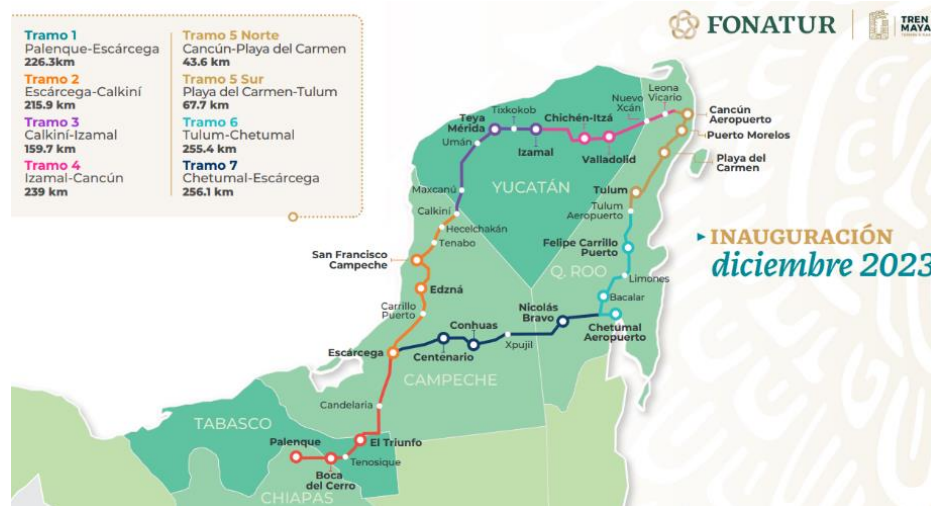 FONATUR
TREN
MAYA
Tramo 1
Palenque-Escárcega
226.3km
Tramo 2
Escárcega-Calkiní
215.9 km
Tramo 3
Calkiní-Izamal
159.7 km
Tramo 4
Izamal-Cancún
239 km
Tramo 5 Norte
Cancún-Playa del Carmen
43.6 km
Tramo 5 Sur
Playa del Carmen-Tulum
67.7 km
Tramo 6
Tulum-Chetumal
255.4 km
Tramo 7
Chetumal-Escárcega
256.1 km
Leona
Vicario
Nuevo
Xcán
Cancún
Aeropuerto
Puerto Morelos
Playa del
Carmen
Teya
Mérida
Tixkokob
Chichén-Itzá
Umán
Izamal
Valladolid
YUCATÁN
Maxcanú
Tulum
Calkiní
Tulum
Aeropuerto
Hecelchakán
Tenabo
Felipe Carrillo
Puerto
San Francisco
Campeche
Q. ROO
Limones
INAUGURACIÓN
diciembre 2023
Edzná
Bacalar
Carrillo
Puerto
Nicolás
Bravo
Conhuas
Chetumal
Aeropuerto
Escárcega
Centenario
Xpujil
CAMPECHE
Candelaria
TABASCO
Palenque
El Triunfo
Tenosique
Boca
del Cerro
CHIAPAS